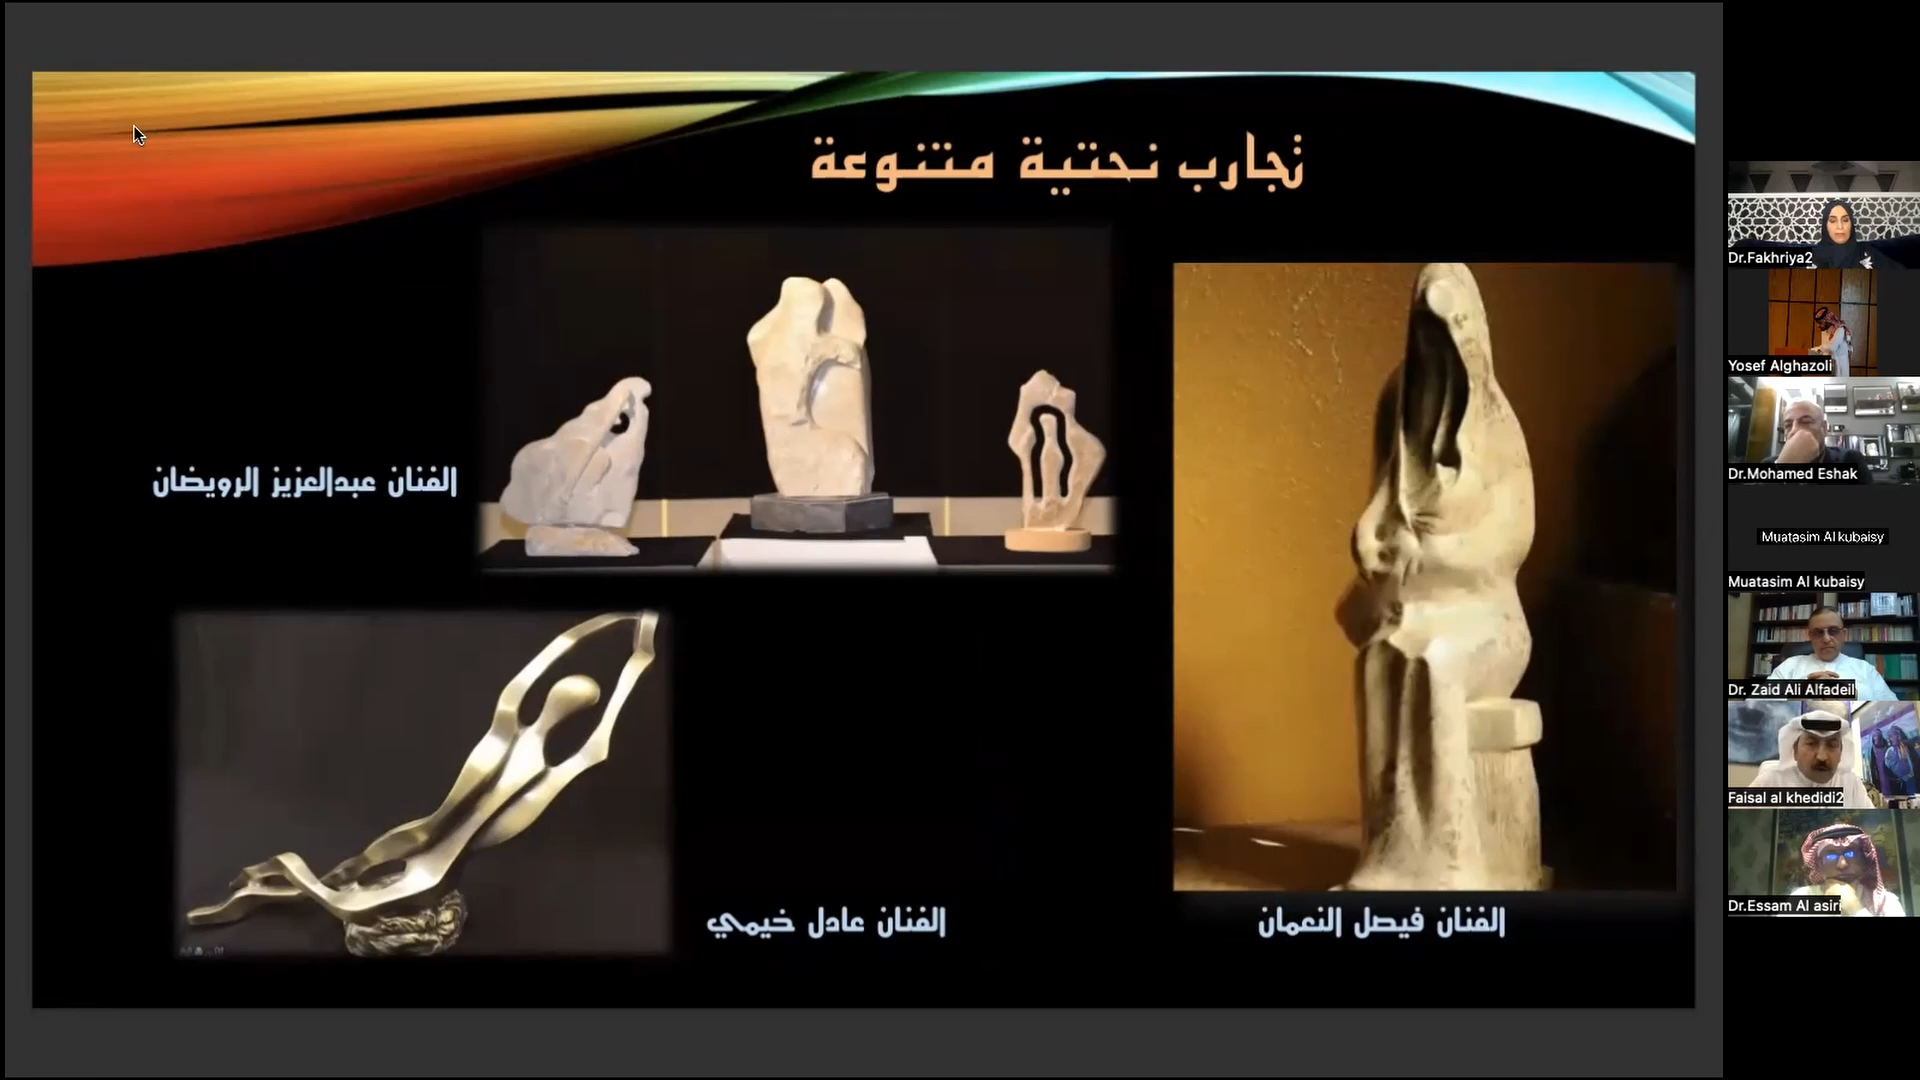 تجارب نحتية متنوعة
الفنان عبدالعزيز الرويضان
الفنان عادل خيمي
الفنان فيصل النعمان
Dr.Fakhriya2
Yosef Alghazoli
Dr.Mohamed Eshak
Muatasim Al kubaisy
Muatasim Al kubaisy
Dr. Zaid Ali Alfadeil
Faisal al khedidi2
Dr.Essam Al asiri